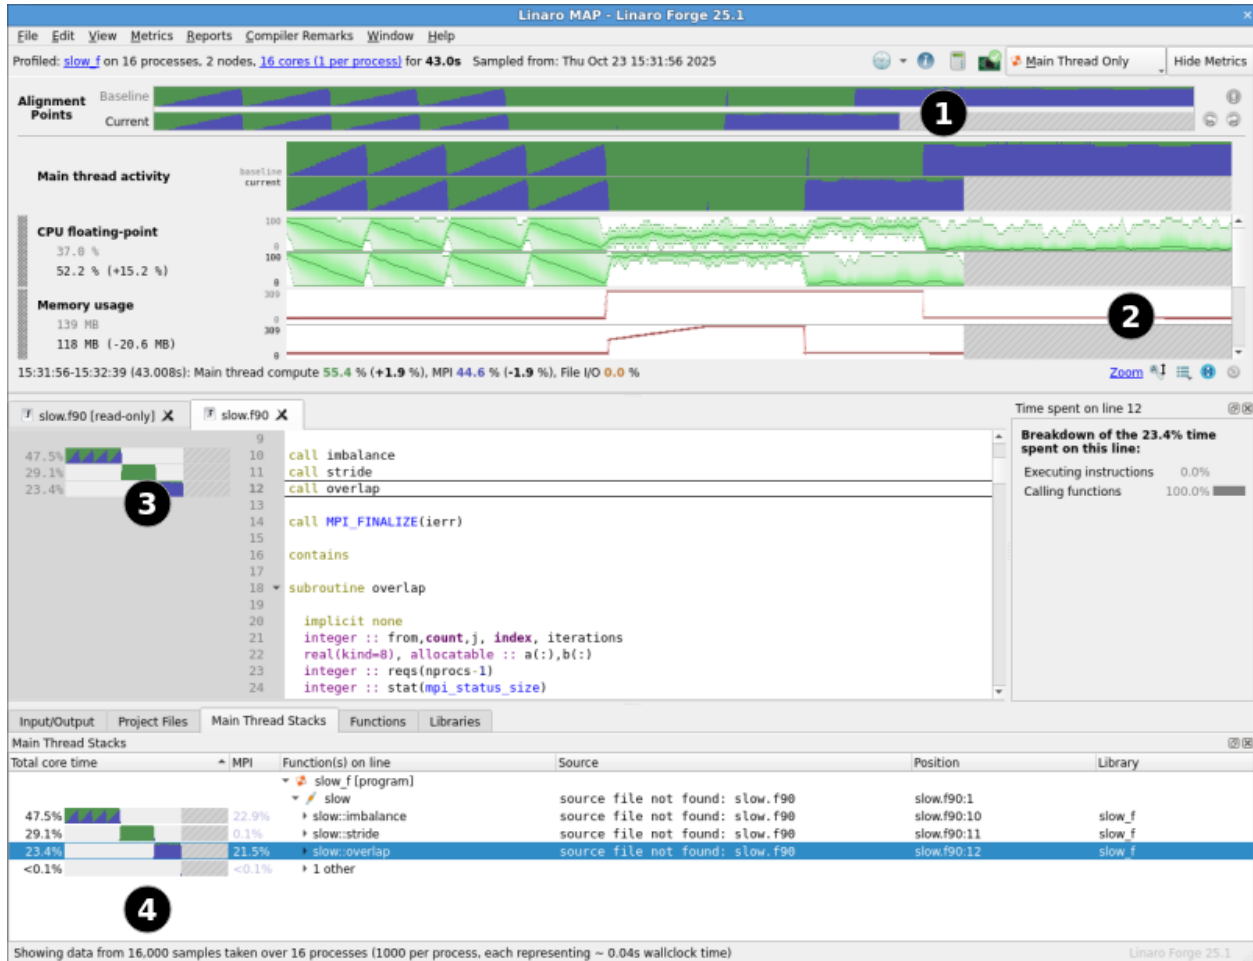 Linaro MAP - Linaro Forge 25.1
File Edit View Metrics Reports Compiler Remarks Window Help
Profiled: slow_f on 16 processes, 2 nodes, 16 cores (1 per process) for 43.0s Sampled from: Thu Oct 23 15:31:56 2025
Main Thread Only
Hide Metrics
Alignment Points
Baseline
Current
1
Main thread activity
baseline
current
CPU floating-point
37.0 %
52.2 % (+15.2 %)
100
0
100
0
Memory usage
139 MB
118 MB (-20.6 MB)
309
0
309
0
2
15:31:56-15:32:39 (43.008s): Main thread compute 55.4 % (+1.9 %), MPI 44.6 % (-1.9 %), File I/O 0.0 %
Zoom
slow.f90 [read-only] X
slow.f90 X
9
47.5% 10 call imbalance
29.1% 11 call stride
23.4% 12 call overlap
3
13
14 call MPI_FINALIZE(ierr)
15
16 contains
17
18 subroutine overlap
19
20 implicit none
21 integer :: from,count,j, index, iterations
22 real(kind=8), allocatable :: a(:),b(:)
23 integer :: reqs(nprocs-1)
24 integer :: stat(mpi_status_size)
Time spent on line 12
Breakdown of the 23.4% time
spent on this line:
Executing instructions 0.0%
Calling functions 100.0%
Input/Output Project Files Main Thread Stacks Functions Libraries
Main Thread Stacks
Total core time MPI Function(s) on line Source Position Library
slow_f [program]
slow source file not found: slow.f90 slow.f90:1
47.5% 22.9% slow::imbalance source file not found: slow.f90 slow.f90:10 slow_f
29.1% 0.1% slow::stride source file not found: slow.f90 slow.f90:11 slow_f
23.4% 21.5% slow::overlap source file not found: slow.f90 slow.f90:12 slow_f
<0.1% <0.1% 1 other
4
Showing data from 16,000 samples taken over 16 processes (1000 per process, each representing ~ 0.04s wallclock time)
Linaro Forge 25.1